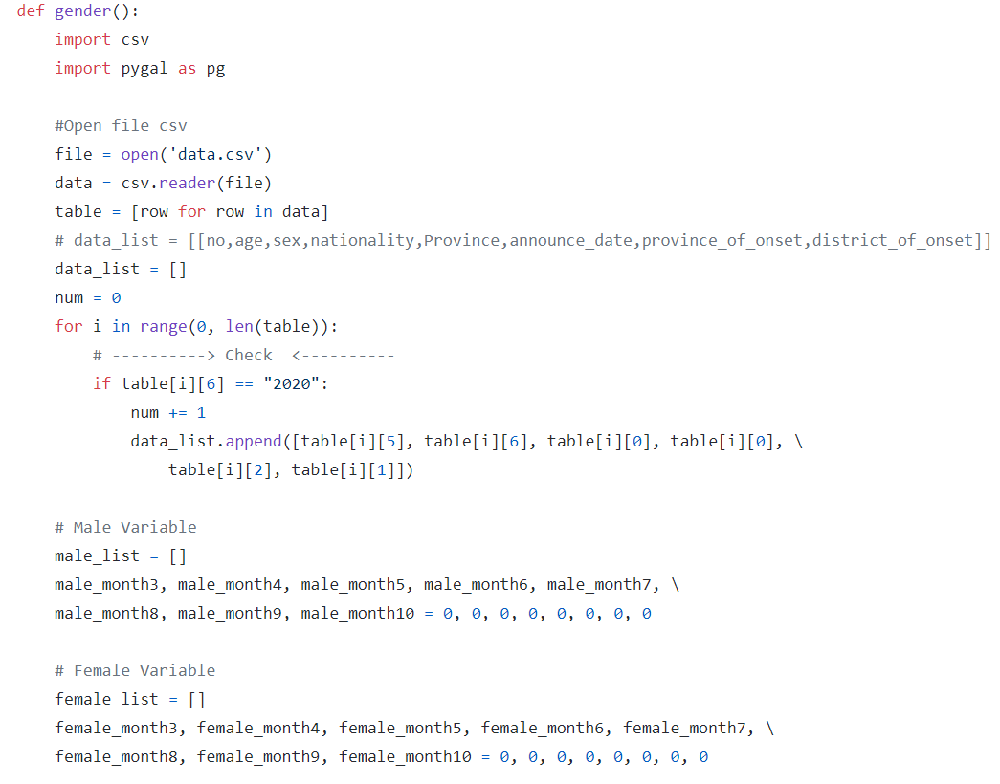 def gender():
    import csv
    import pygal as pg

    #Open file csv
    file = open('data.csv')
    data = csv.reader(file)
    table = [row for row in data]
    # data_list = [[no,age,sex,nationality,Province,announce_date,province_of_onset,district_of_onset]]
    data_list = []
    num = 0
    for i in range(0, len(table)):
        # ----------> Check  <----------
        if table[i][6] == "2020":
            num += 1
            data_list.append([table[i][5], table[i][6], table[i][0], table[i][0], \
                table[i][2], table[i][1]])

    # Male Variable
    male_list = []
    male_month3, male_month4, male_month5, male_month6, male_month7, \
    male_month8, male_month9, male_month10 = 0, 0, 0, 0, 0, 0, 0, 0

    # Female Variable
    female_list = []
    female_month3, female_month4, female_month5, female_month6, female_month7, \
    female_month8, female_month9, female_month10 = 0, 0, 0, 0, 0, 0, 0, 0